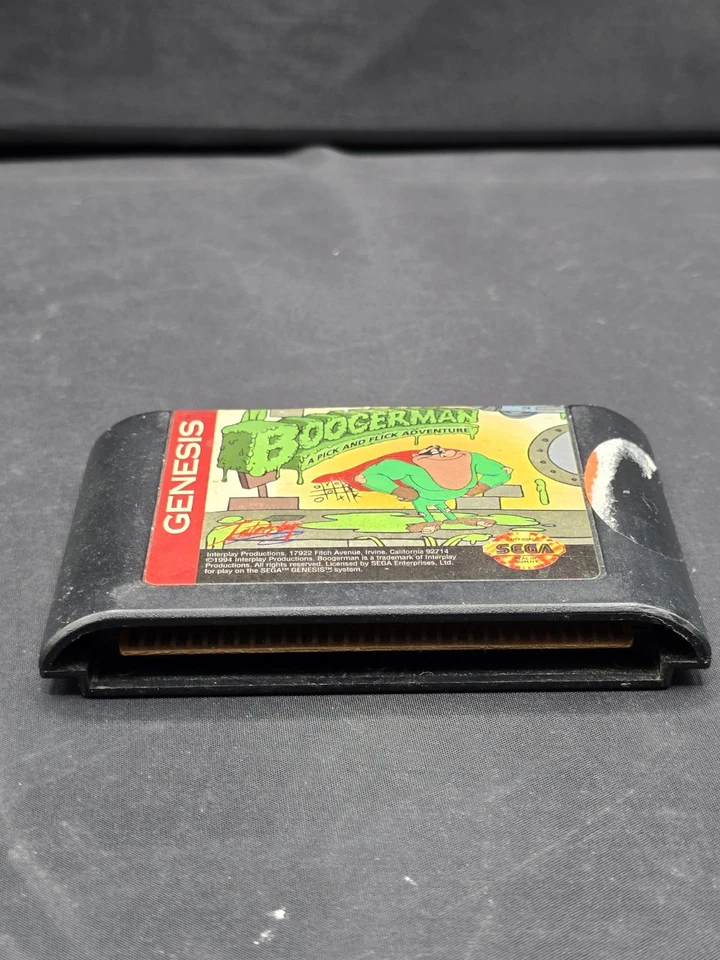 GENESIS
BOOGERMAN
A PICK AND FLICK ADVENTURE
Interplay
Interplay Productions, 17922 Fitch Avenue, Irvine, California 92714
©1994 Interplay Productions. Boogerman is a trademark of Interplay
Productions. All rights reserved. Licensed by SEGA Enterprises, Ltd.
for play on the SEGA™ GENESIS™ system.
SEGA